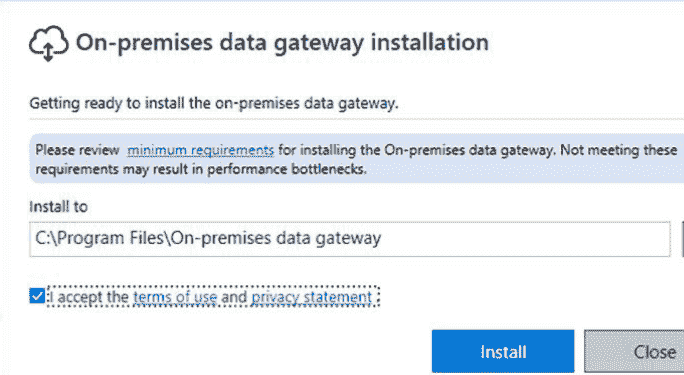 On-premises data gateway installation
Getting ready to install the on-premises data gateway.
Please review minimum requirements for installing the On-premises data gateway. Not meeting these
requirements may result in performance bottlenecks.
Install to
C:\Program Files\On-premises data gateway
I accept the terms of use and privacy statement .
Install
Close